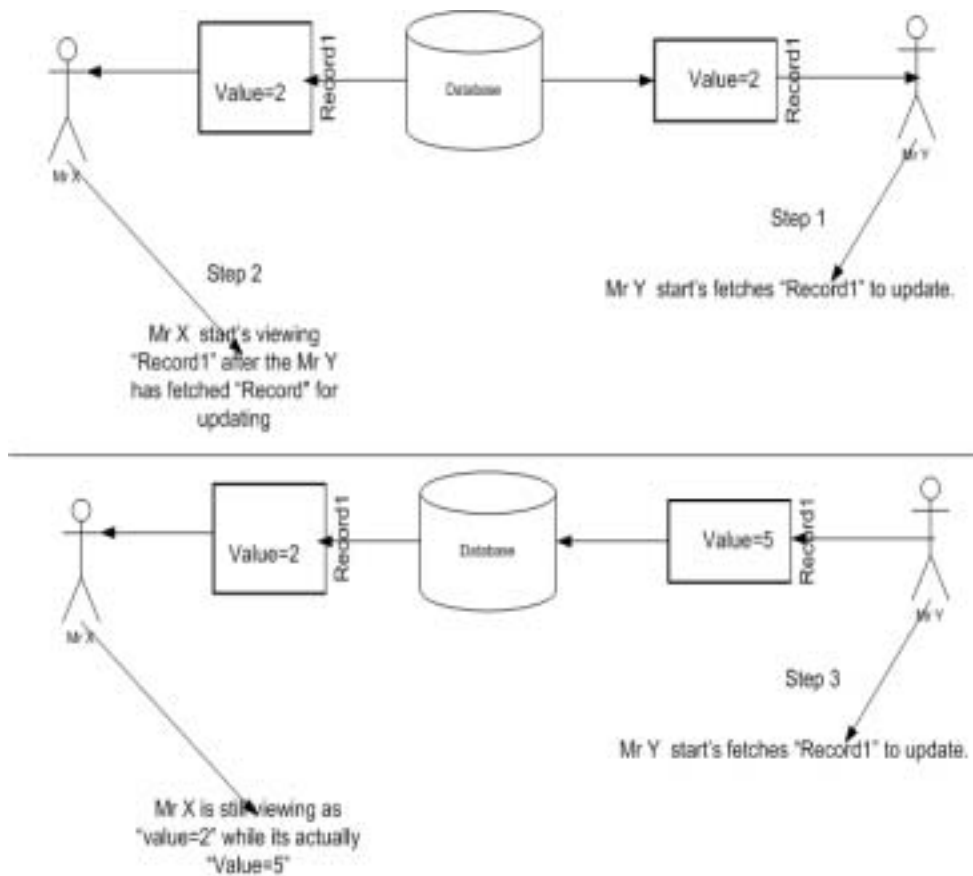 Value=2
Record1
Database
Value=2
Record1
Mr X
Mr Y
Step 1
Step 2
Mr Y start's fetches "Record1" to update.
Mr X start's viewing
"Record1" after the Mr Y
has fetched "Record" for
updating
Value=2
Record1
Database
Value=5
Record1
Mr X
Mr Y
Step 3
Mr Y start's fetches "Record1" to update.
Mr X is still viewing as
"value=2" while its actually
"Value=5"